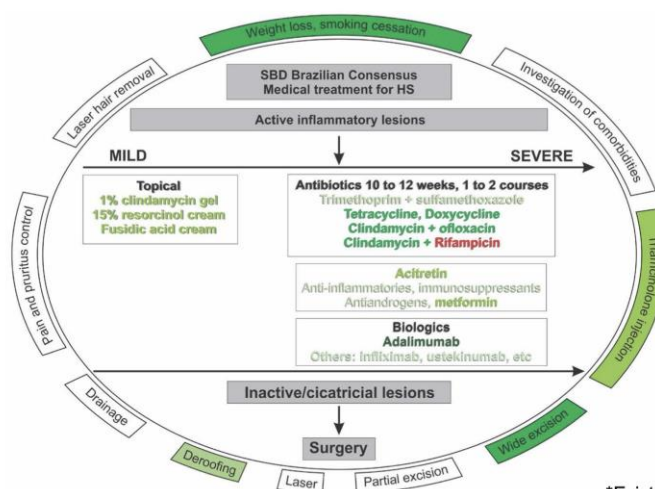 Weight loss, smoking cessation
SBD Brazilian Consensus
Medical treatment for HS
Laser hair removal
Investigation of comorbidities
Active inflammatory lesions
MILD
SEVERE
Topical
1% clindamycin gel
15% resorcinol cream
Fusidic acid cream
Antibiotics 10 to 12 weeks, 1 to 2 courses
Trimethoprim + sulfamethoxazole
Tetracycline, Doxycycline
Clindamycin + ofloxacin
Clindamycin + Rifampicin
Pain and pruritus control
Triamcinolone injection
Acitretin
Anti-inflammatories, immunosuppressants
Antiandrogens, metformin
Biologics
Adalimumab
Others: infliximab, ustekinumab, etc
Inactive/cicatricial lesions
Drainage
Wide excision
Surgery
Deroofing
Laser
Partial excision